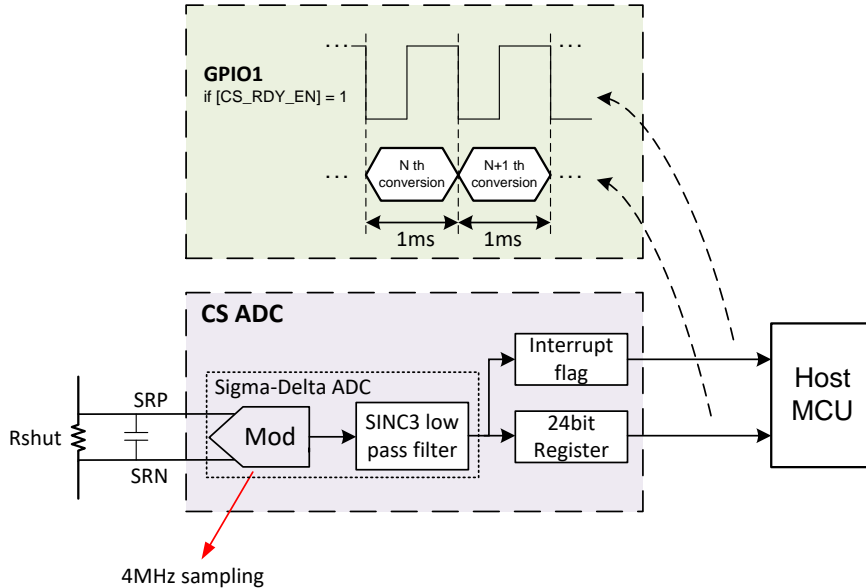 ...
...
GPIO1
if [CS_RDY_EN] = 1
...
N th
conversion
N+1 th
conversion
...
1ms
1ms
CS ADC
Interrupt
flag
Host
MCU
Sigma-Delta ADC
SRP
Rshut
Mod
SINC3 low
pass filter
24bit
Register
SRN
4MHz sampling